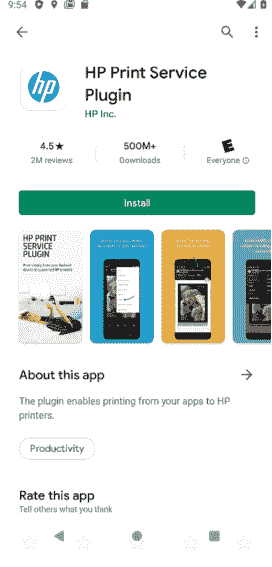 9:54
hp
HP Print Service
Plugin
HP Inc.
4.5★
500M+
E
2M reviews
Downloads
Everyone
Install
HP PRINT
SERVICE
PLUGIN
About this app
The plugin enables printing from your apps to HP
printers.
Productivity
Rate this app
Tell others what you think